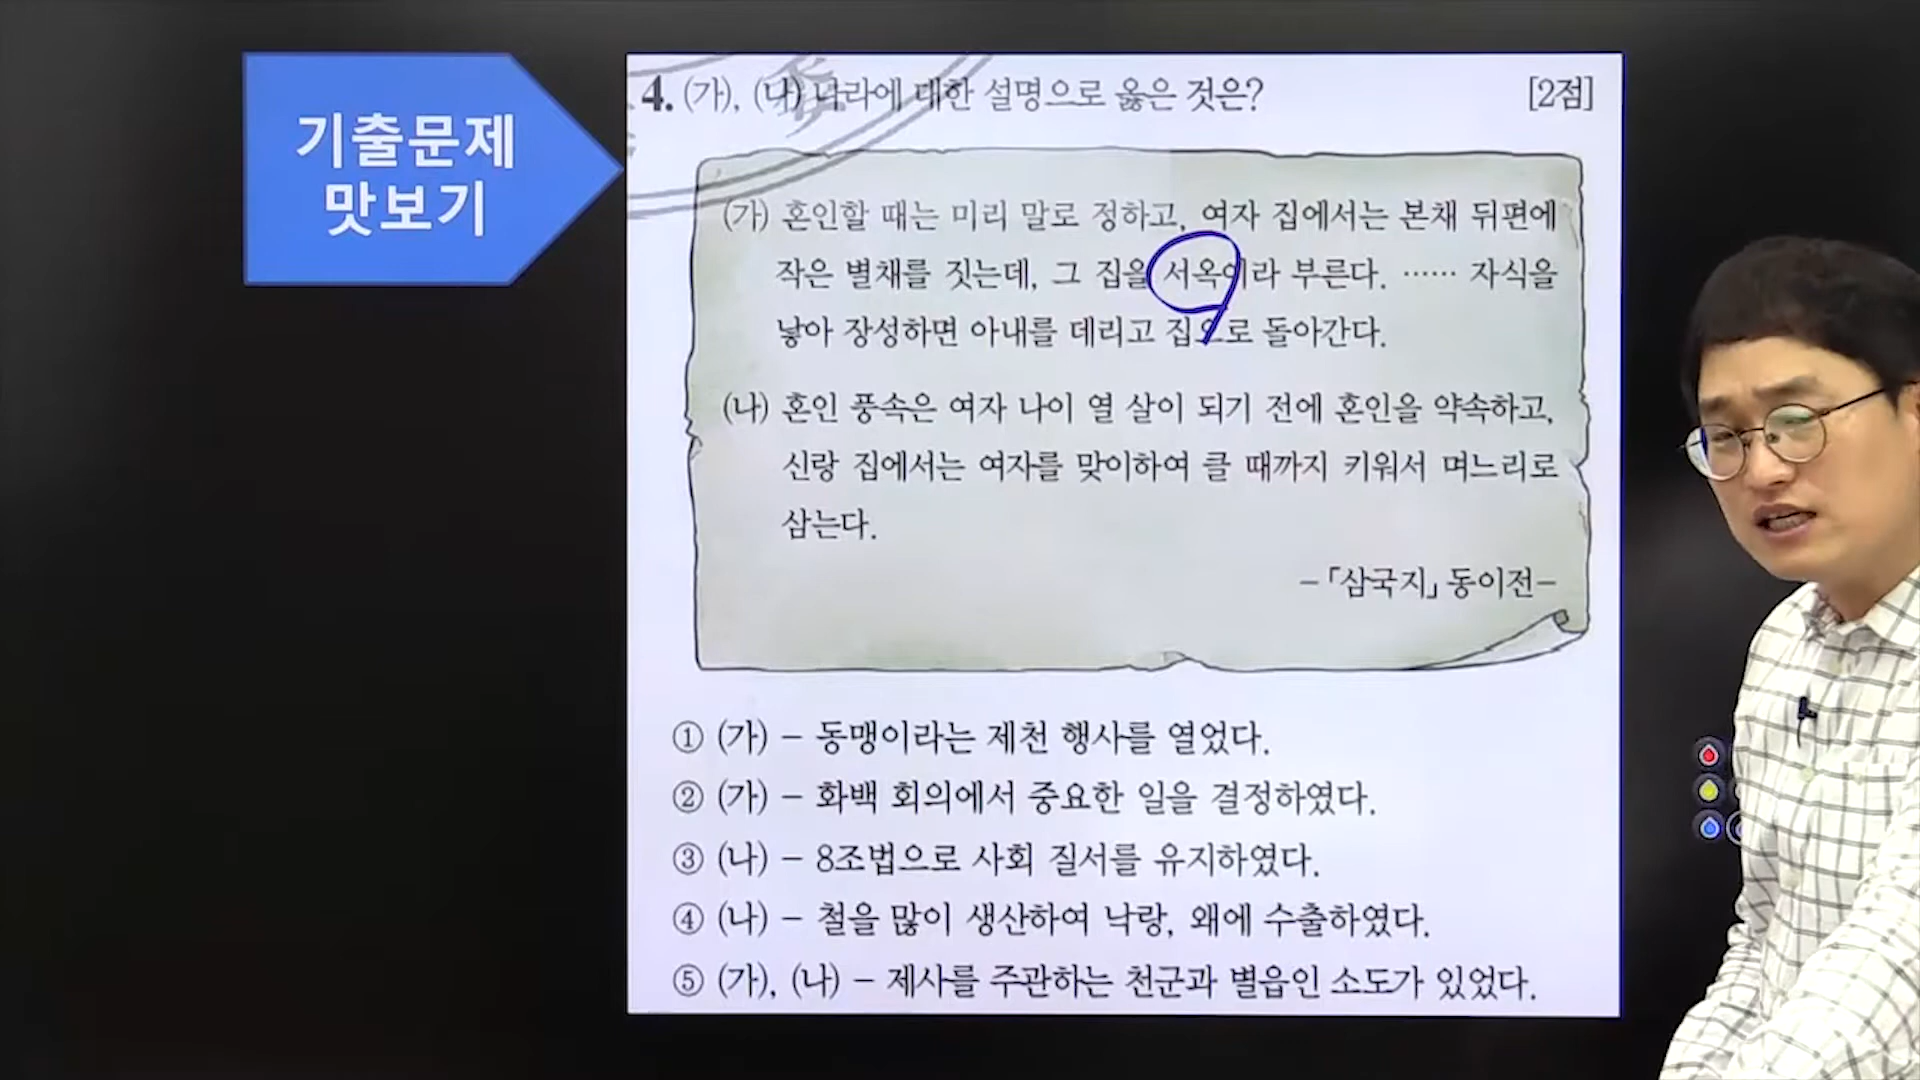 기출문제
맛보기
4. (가), (나) 나라에 대한 설명으로 옳은 것은? [2점]
(가) 혼인할 때는 미리 말로 정하고, 여자 집에서는 본채 뒤편에
작은 별채를 짓는데, 그 집을 서옥이라 부른다. …… 자식을
낳아 장성하면 아내를 데리고 집으로 돌아간다.
(나) 혼인 풍속은 여자 나이 열 살이 되기 전에 혼인을 약속하고,
신랑 집에서는 여자를 맞이하여 클 때까지 키워서 며느리로
삼는다.
-「삼국지」 동이전-
① (가) - 동맹이라는 제천 행사를 열었다.
② (가) - 화백 회의에서 중요한 일을 결정하였다.
③ (나) - 8조법으로 사회 질서를 유지하였다.
④ (나) - 철을 많이 생산하여 낙랑, 왜에 수출하였다.
⑤ (가), (나) - 제사를 주관하는 천군과 별읍인 소도가 있었다.